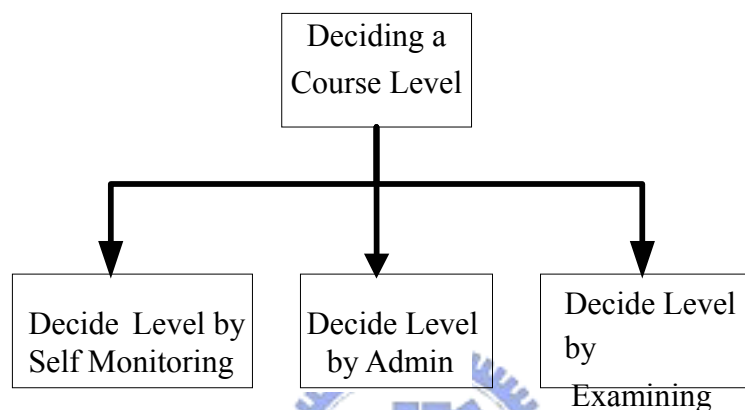 Deciding a
Course Level
Decide Level by
Self Monitoring
Decide Level
by Admin
Decide Level
by
Examining